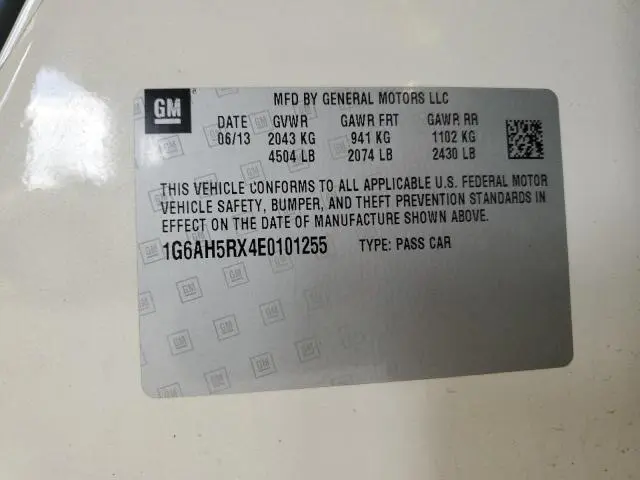 GM
MFD BY GENERAL MOTORS LLC
DATE GVWR GAWR FRT GAWR RR
06/13 2043 KG 941 KG 1102 KG
4504 LB 2074 LB 2430 LB
THIS VEHICLE CONFORMS TO ALL APPLICABLE U.S. FEDERAL MOTOR
VEHICLE SAFETY, BUMPER, AND THEFT PREVENTION STANDARDS IN
EFFECT ON THE DATE OF MANUFACTURE SHOWN ABOVE.
1G6AH5RX4E0101255 TYPE: PASS CAR